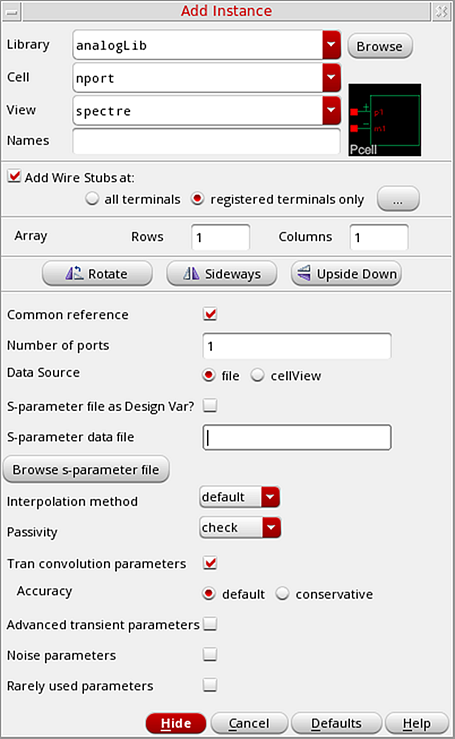 Add Instance
Library analogLib Browse
Cell nport
View spectre
Names
+ p1
− m1
Pcell
Add Wire Stubs at:
all terminals registered terminals only ...
Array Rows 1 Columns 1
Rotate Sideways Upside Down
Common reference
Number of ports 1
Data Source file cellView
S-parameter file as Design Var?
S-parameter data file
Browse s-parameter file
Interpolation method default
Passivity check
Tran convolution parameters
Accuracy default conservative
Advanced transient parameters
Noise parameters
Rarely used parameters
Hide Cancel Defaults Help